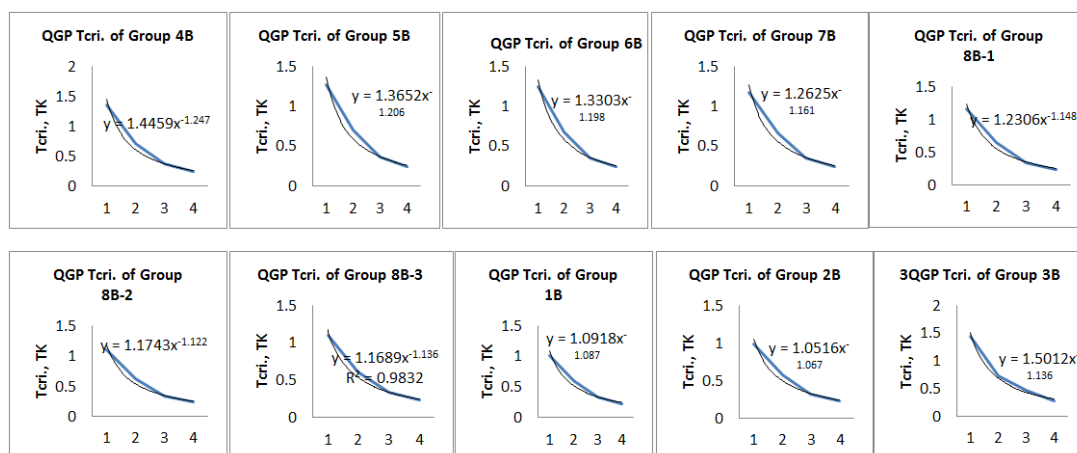 QGP Tcri. of Group 4B
Tcri., TK
2
1.5
1
0.5
0
y = 1.4459x-1.247
1 2 3 4
QGP Tcri. of Group 5B
Tcri., TK
1.5
1
0.5
0
y = 1.3652x-
1.206
1 2 3 4
QGP Tcri. of Group 6B
Tcri., TK
1.5
1
0.5
0
y = 1.3303x-
1.198
1 2 3 4
QGP Tcri. of Group 7B
Tcri., TK
1.5
1
0.5
0
y = 1.2625x-
1.161
1 2 3 4
QGP Tcri. of Group
8B-1
Tcri., TK
1.5
1
0.5
0
y = 1.2306x-1.148
1 2 3 4
QGP Tcri. of Group
8B-2
Tcri., TK
1.5
1
0.5
0
y = 1.1743x-1.122
1 2 3 4
QGP Tcri. of Group 8B-3
Tcri., TK
1.5
1
0.5
0
y = 1.1689x-1.136
R² = 0.9832
1 2 3 4
QGP Tcri. of Group
1B
Tcri., TK
1.5
1
0.5
0
y = 1.0918x-
1.087
1 2 3 4
QGP Tcri. of Group 2B
Tcri., TK
1.5
1
0.5
0
y = 1.0516x-
1.067
1 2 3 4
3QGP Tcri. of Group 3B
Tcri., TK
2
1.5
1
0.5
0
y = 1.5012x-
1.136
1 2 3 4